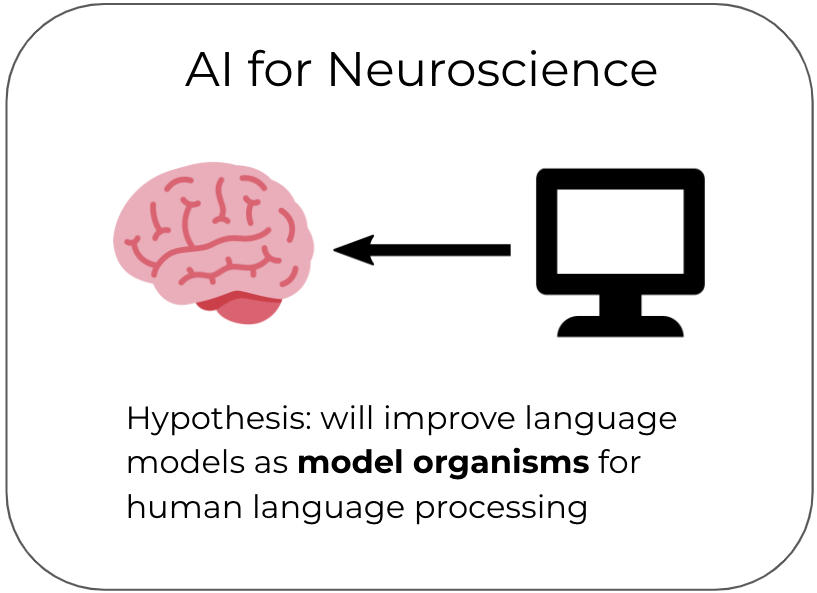 AI for Neuroscience
Hypothesis: will improve language
models as model organisms for
human language processing